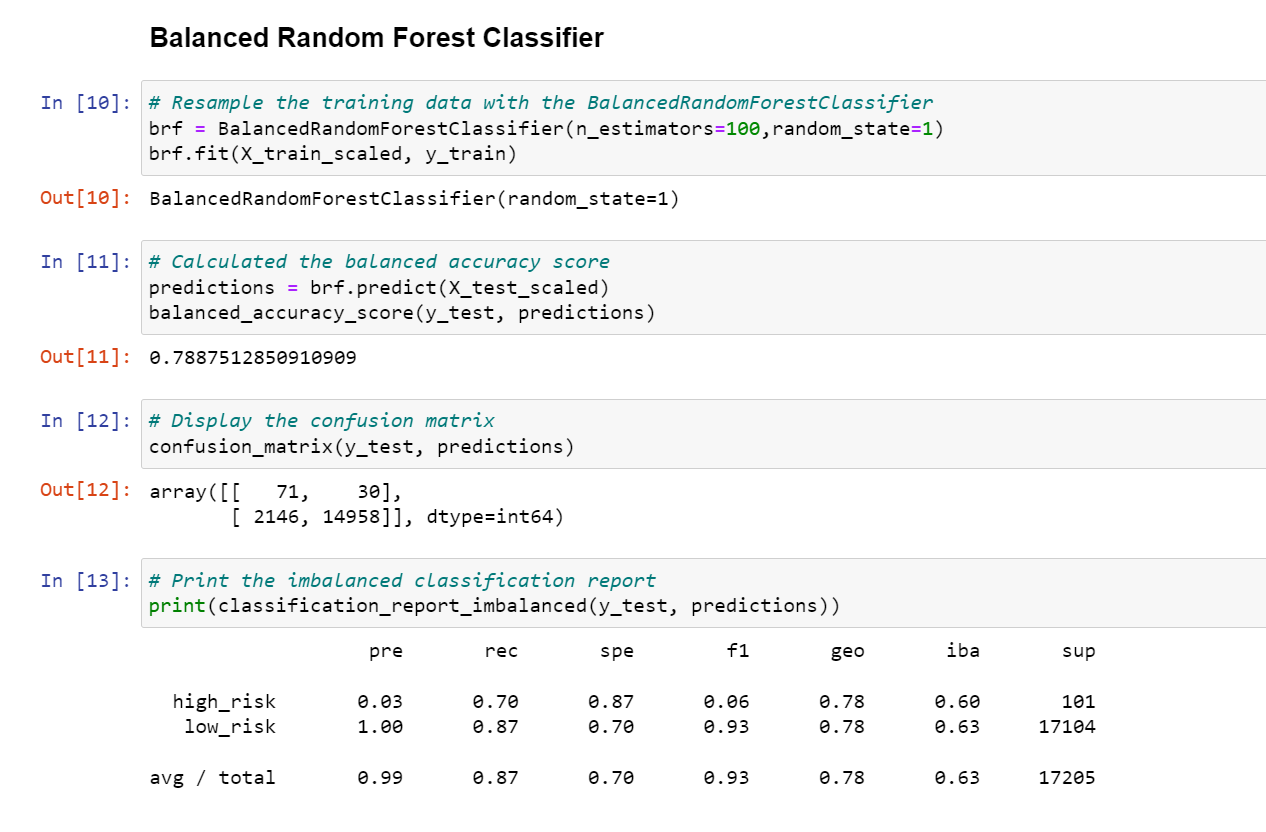 Balanced Random Forest Classifier
In [10]: # Resample the training data with the BalancedRandomForestClassifier
brf = BalancedRandomForestClassifier(n_estimators=100,random_state=1)
brf.fit(X_train_scaled, y_train)
Out[10]: BalancedRandomForestClassifier(random_state=1)
In [11]: # Calculated the balanced accuracy score
predictions = brf.predict(X_test_scaled)
balanced_accuracy_score(y_test, predictions)
Out[11]: 0.7887512850910909
In [12]: # Display the confusion matrix
confusion_matrix(y_test, predictions)
Out[12]: array([[   71,    30],
[ 2146, 14958]], dtype=int64)
In [13]: # Print the imbalanced classification report
print(classification_report_imbalanced(y_test, predictions))
pre rec spe f1 geo iba sup
high_risk 0.03 0.70 0.87 0.06 0.78 0.60 101
low_risk 1.00 0.87 0.70 0.93 0.78 0.63 17104
avg / total 0.99 0.87 0.70 0.93 0.78 0.63 17205